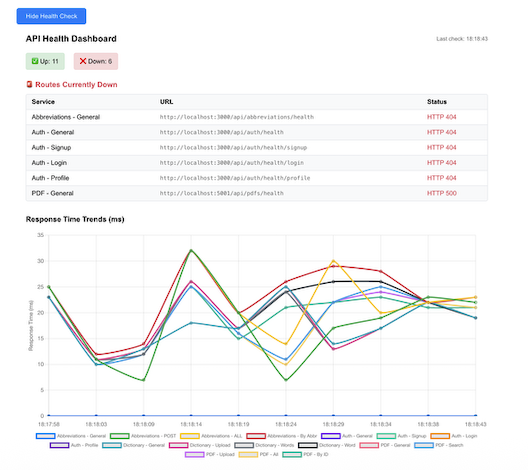 Hide Health Check
API Health Dashboard
Last check: 18:18:43
✅ Up: 11
❌ Down: 6
🚨 Routes Currently Down
Service URL Status
Abbreviations - General http://localhost:3000/api/abbreviations/health HTTP 404
Auth - General http://localhost:3000/api/auth/health HTTP 404
Auth - Signup http://localhost:3000/api/auth/health/signup HTTP 404
Auth - Login http://localhost:3000/api/auth/health/login HTTP 404
Auth - Profile http://localhost:3000/api/auth/health/profile HTTP 404
PDF - General http://localhost:5001/api/pdfs/health HTTP 500
Response Time Trends (ms)
Response Time (ms)
35
30
25
20
15
10
5
0
18:17:58 18:18:03 18:18:09 18:18:14 18:18:19 18:18:24 18:18:29 18:18:34 18:18:38 18:18:43
Abbreviations - General Abbreviations - POST Abbreviations - ALL Abbreviations - By Abbr Auth - General Auth - Signup Auth - Login
Auth - Profile Dictionary - General Dictionary - Upload Dictionary - Words Dictionary - Word PDF - General PDF - Search
PDF - Upload PDF - All PDF - By ID